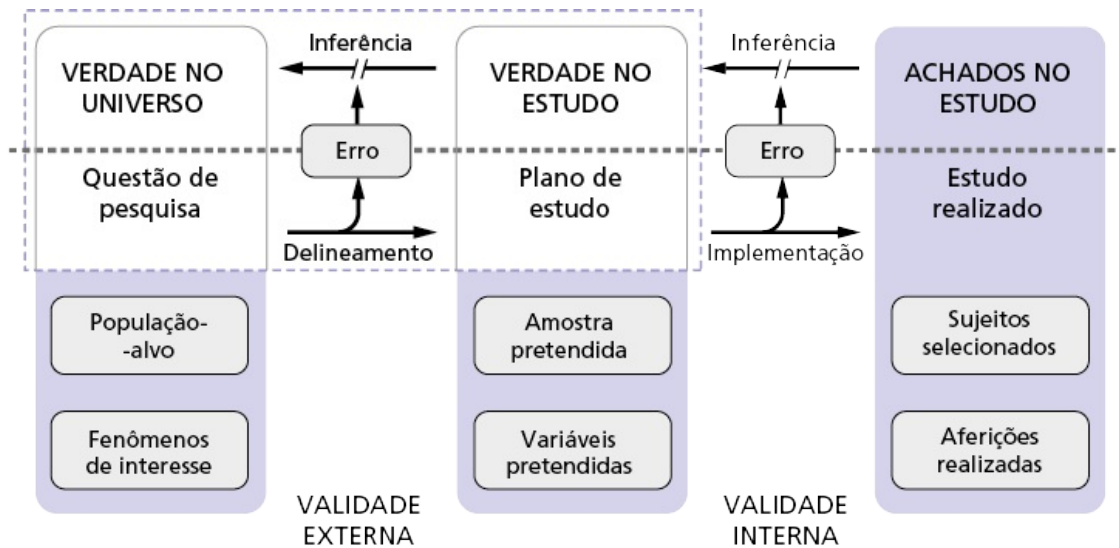 VERDADE NO
UNIVERSO
Questão de
pesquisa
População-
-alvo
Fenômenos
de interesse
Inferência
Erro
Delineamento
VALIDADE
EXTERNA
VERDADE NO
ESTUDO
Plano de
estudo
Amostra
pretendida
Variáveis
pretendidas
Inferência
Erro
Implementação
VALIDADE
INTERNA
ACHADOS NO
ESTUDO
Estudo
realizado
Sujeitos
selecionados
Aferições
realizadas